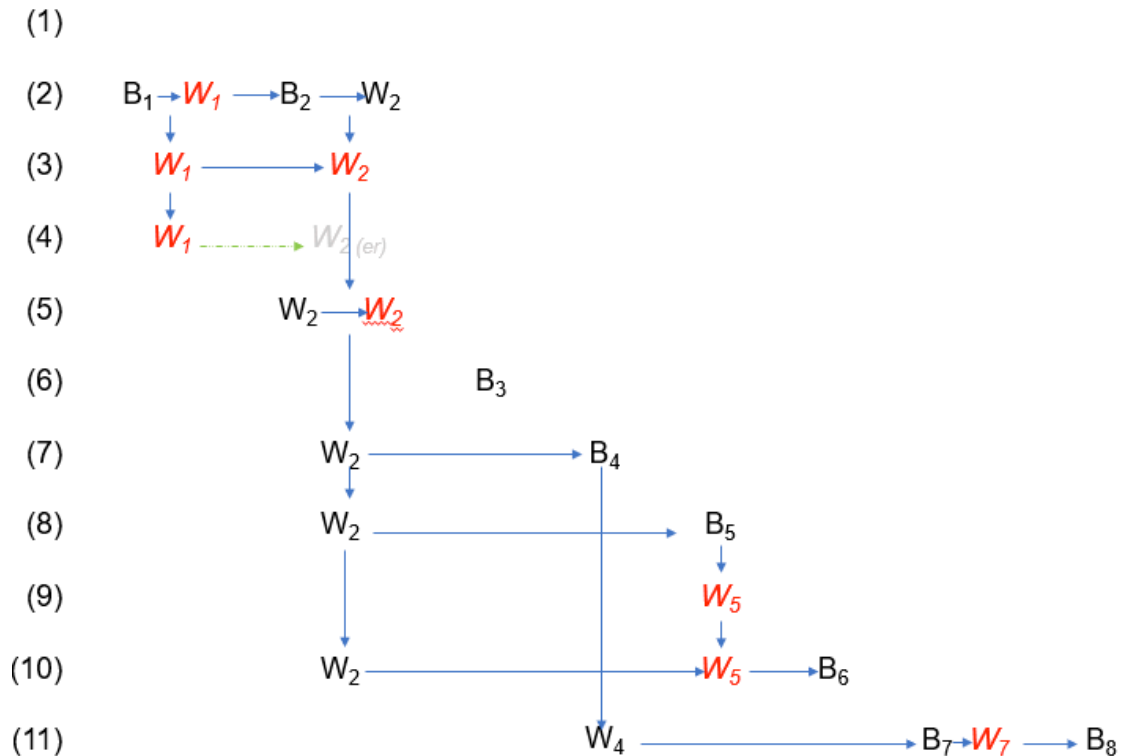 (1)
(2) B₁ W₁ B₂ W₂
(3) W₁ W₂
(4) W₁ W₂ (er)
(5) W₂ W₂
(6) B₃
(7) W₂ B₄
(8) W₂ B₅
(9) W₅
(10) W₂ W₅ B₆
(11) W₄ B₇ W₇ B₈